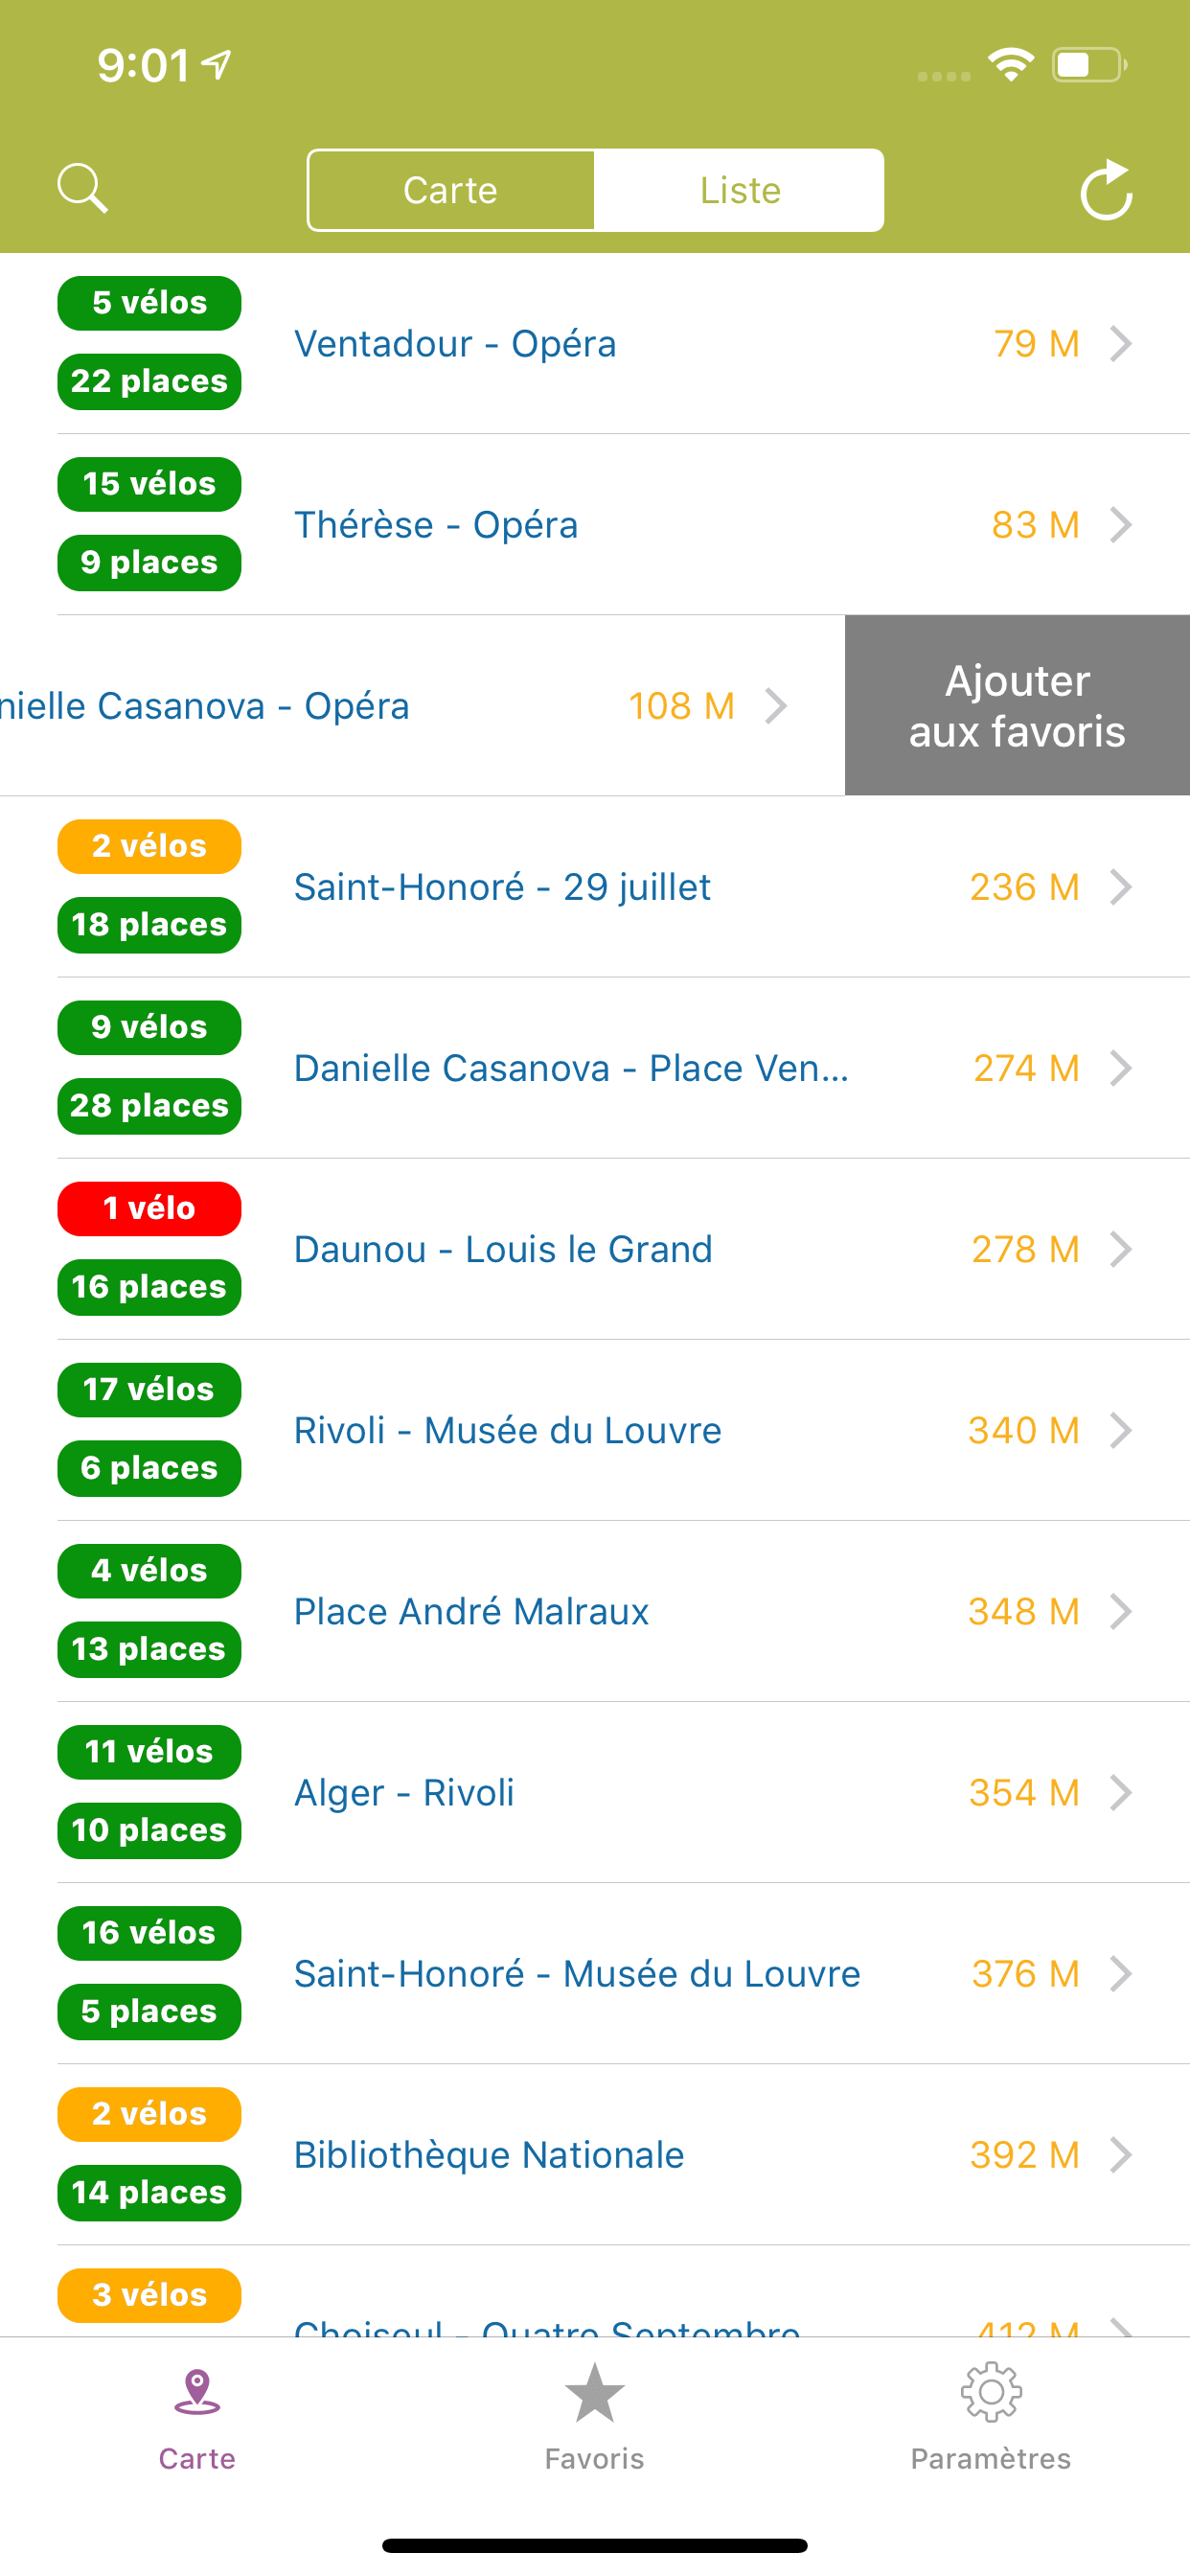 9:01
Carte
Liste
5 vélos
22 places
Ventadour - Opéra
79 M
15 vélos
9 places
Thérèse - Opéra
83 M
nielle Casanova - Opéra
108 M
Ajouter
aux favoris
2 vélos
18 places
Saint-Honoré - 29 juillet
236 M
9 vélos
28 places
Danielle Casanova - Place Ven...
274 M
1 vélo
16 places
Daunou - Louis le Grand
278 M
17 vélos
6 places
Rivoli - Musée du Louvre
340 M
4 vélos
13 places
Place André Malraux
348 M
11 vélos
10 places
Alger - Rivoli
354 M
16 vélos
5 places
Saint-Honoré - Musée du Louvre
376 M
2 vélos
14 places
Bibliothèque Nationale
392 M
3 vélos
Choiseul - Quatre Septembre
412 M
Carte
Favoris
Paramètres